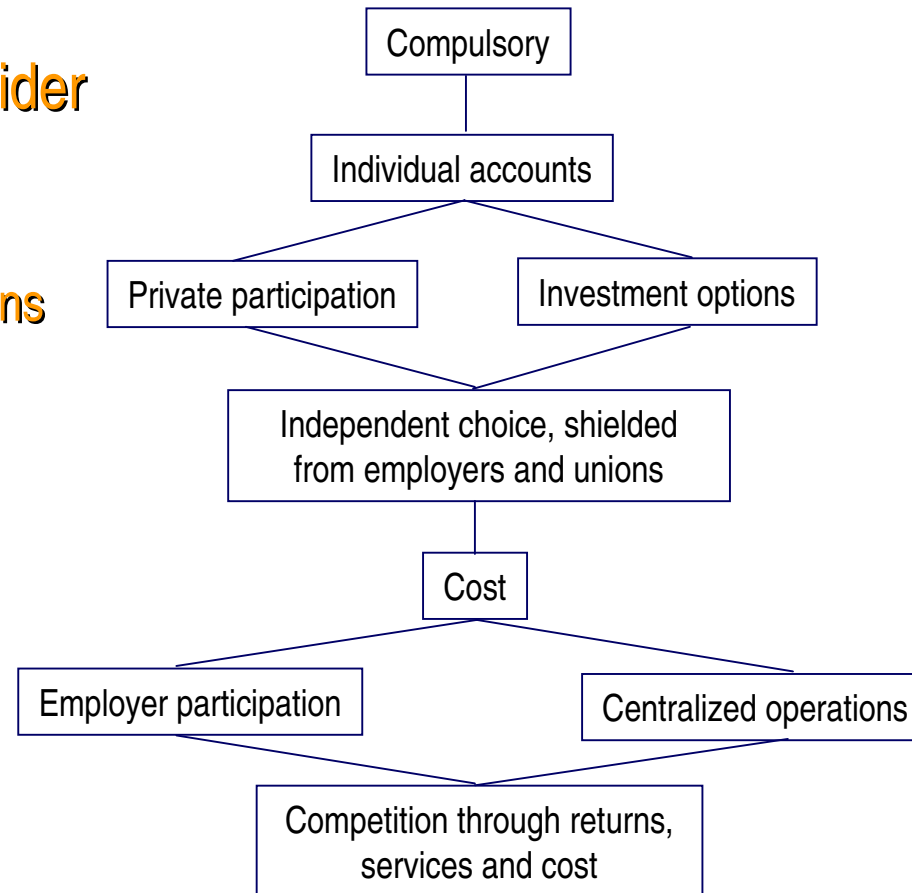 Compulsory
ider
Individual accounts
ns
Private participation
Investment options
Independent choice, shielded
from employers and unions
Cost
Employer participation
Centralized operations
Competition through returns,
services and cost